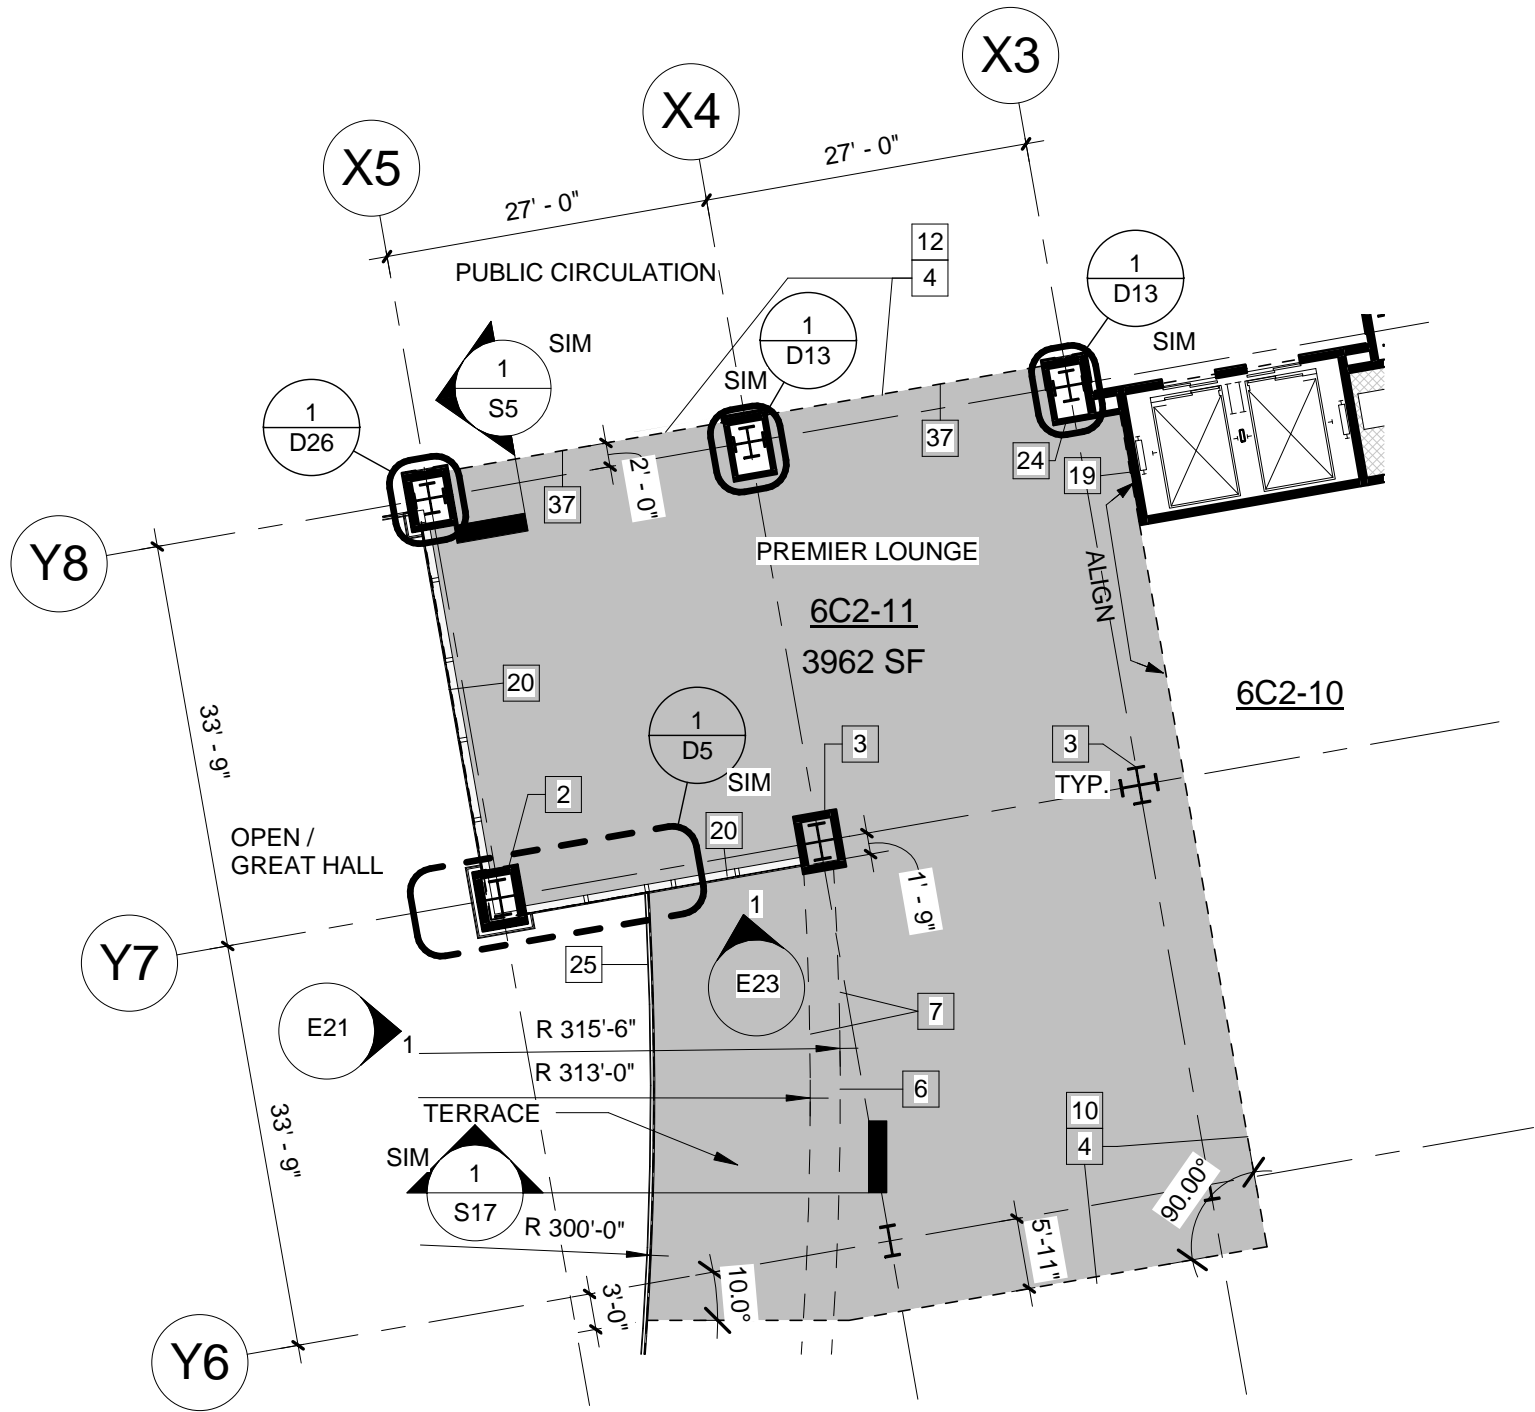 X3
X4
X5
27' - 0"
27' - 0"
12
4
PUBLIC CIRCULATION
1
D13
1
D13
SIM
SIM
1
S5
SIM
1
D26
37
24
19
2' - 0"
37
Y8
PREMIER LOUNGE
ALIGN
6C2-11
3962 SF
20
6C2-10
33' - 9"
1
D5
SIM
3
3
TYP.
2
20
OPEN /
GREAT HALL
1' - 9"
1
E23
25
Y7
7
E21
1
R 315'-6"
R 313'-0"
6
TERRACE
10
4
33' - 9"
SIM
1
S17
90.00°
R 300'-0"
5'-11"
10.0°
3'-0"
Y6